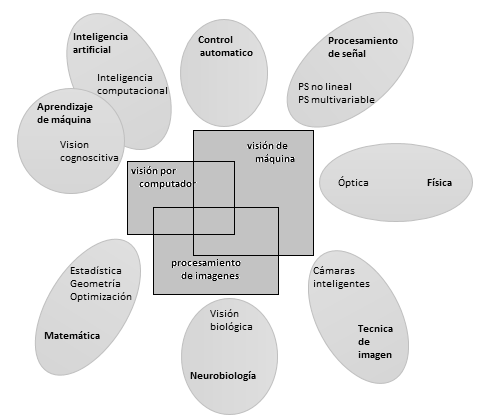 Inteligencia
artificial
Inteligencia
computacional
Control
automatico
Procesamiento
de señal
PS no lineal
PS multivariable
Aprendizaje
de máquina
Vision
cognoscitiva
visión de
máquina
visión por
computador
Óptica
Física
procesamiento
de imagenes
Estadística
Geometría
Optimización
Matemática
Visión
biológica
Neurobiología
Cámaras
inteligentes
Tecnica
de
imagen